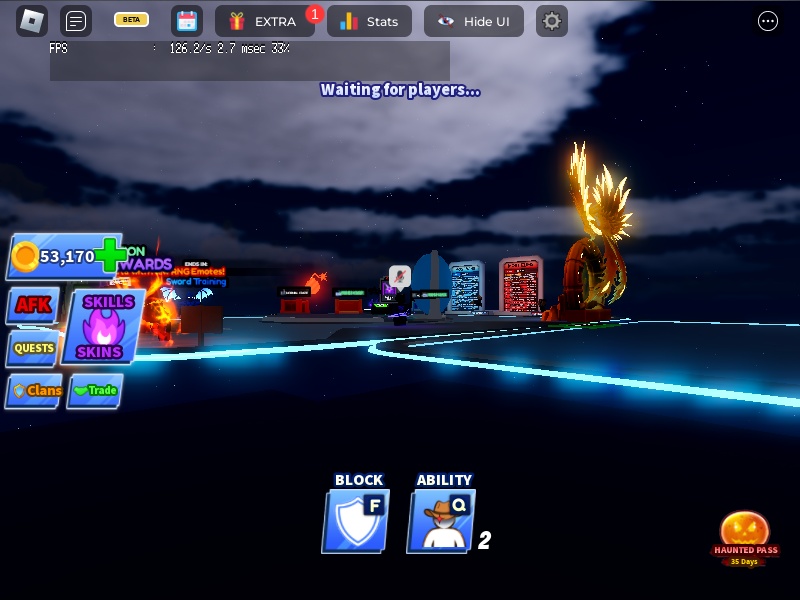 BETA
EXTRA
1
Stats
Hide UI
FPS : 126.2/s 2.7 msec 33%
Waiting for players...
53,170
ENDS IN:
Emotes!
Sword Training
AFK
SKILLS
SKINS
QUESTS
Clans
Trade
BLOCK
F
ABILITY
Q
2
HAUNTED PASS
35 Days